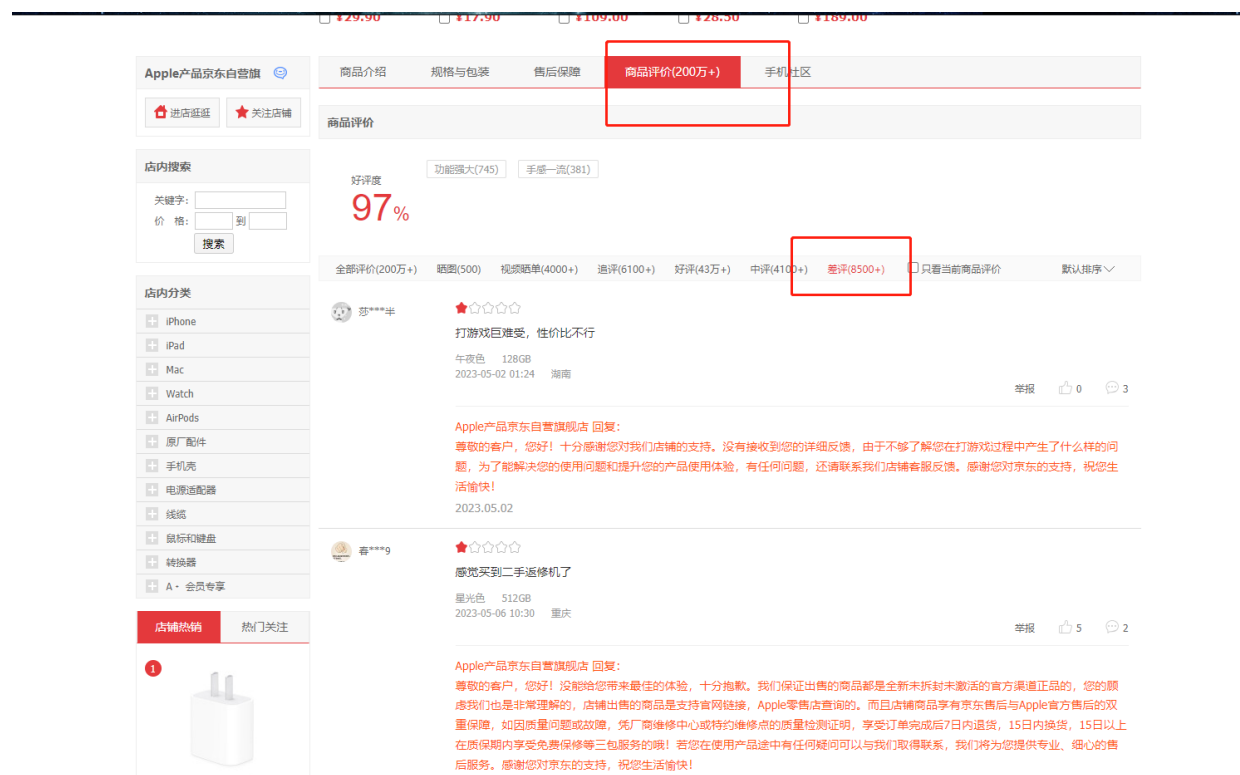 ¥29.90 ¥17.90 ¥109.00 ¥28.50 ¥189.00
Apple产品京东自营旗
进店逛逛 关注店铺
店内搜索
关键字:
价 格: 到
搜索
店内分类
iPhone
iPad
Mac
Watch
AirPods
原厂配件
手机壳
电源适配器
线缆
鼠标和键盘
转换器
A - 会员专享
店铺热销 热门关注
1
商品介绍 规格与包装 售后保障 商品评价(200万+) 手机社区
商品评价
好评度
97%
功能强大(745) 手感一流(381)
全部评价(200万+) 晒图(500) 视频晒单(4000+) 追评(6100+) 好评(43万+) 中评(4100+) 差评(8500+) 只看当前商品评价 默认排序
莎***半
打游戏巨难受，性价比不行
午夜色 128GB
2023-05-02 01:24 湖南
举报 0 3
Apple产品京东自营旗舰店 回复：
尊敬的客户，您好！十分感谢您对我们店铺的支持。没有接收到您的详细反馈，由于不够了解您在打游戏过程中产生了什么样的问
题，为了能解决您的使用问题和提升您的产品使用体验，有任何问题，还请联系我们店铺客服反馈。感谢您对京东的支持，祝您生
活愉快！
2023.05.02
春***9
感觉买到二手返修机了
星光色 512GB
2023-05-06 10:30 重庆
举报 5 2
Apple产品京东自营旗舰店 回复：
尊敬的客户，您好！没能给您带来最佳的体验，十分抱歉。我们保证出售的商品都是全新未拆封未激活的官方渠道正品的，您的顾
虑我们也是非常理解的，店铺出售的商品是支持官网链接，Apple零售店查询的。而且店铺商品享有京东售后与Apple官方售后的双
重保障，如因质量问题或故障，凭厂商维修中心或特约维修点的质量检测证明，享受订单完成后7日内退货，15日内换货，15日以上
在质保期内享受免费保修等三包服务的哦！若您在使用产品途中有任何疑问可以与我们取得联系，我们将为您提供专业、细心的售
后服务。感谢您对京东的支持，祝您生活愉快！